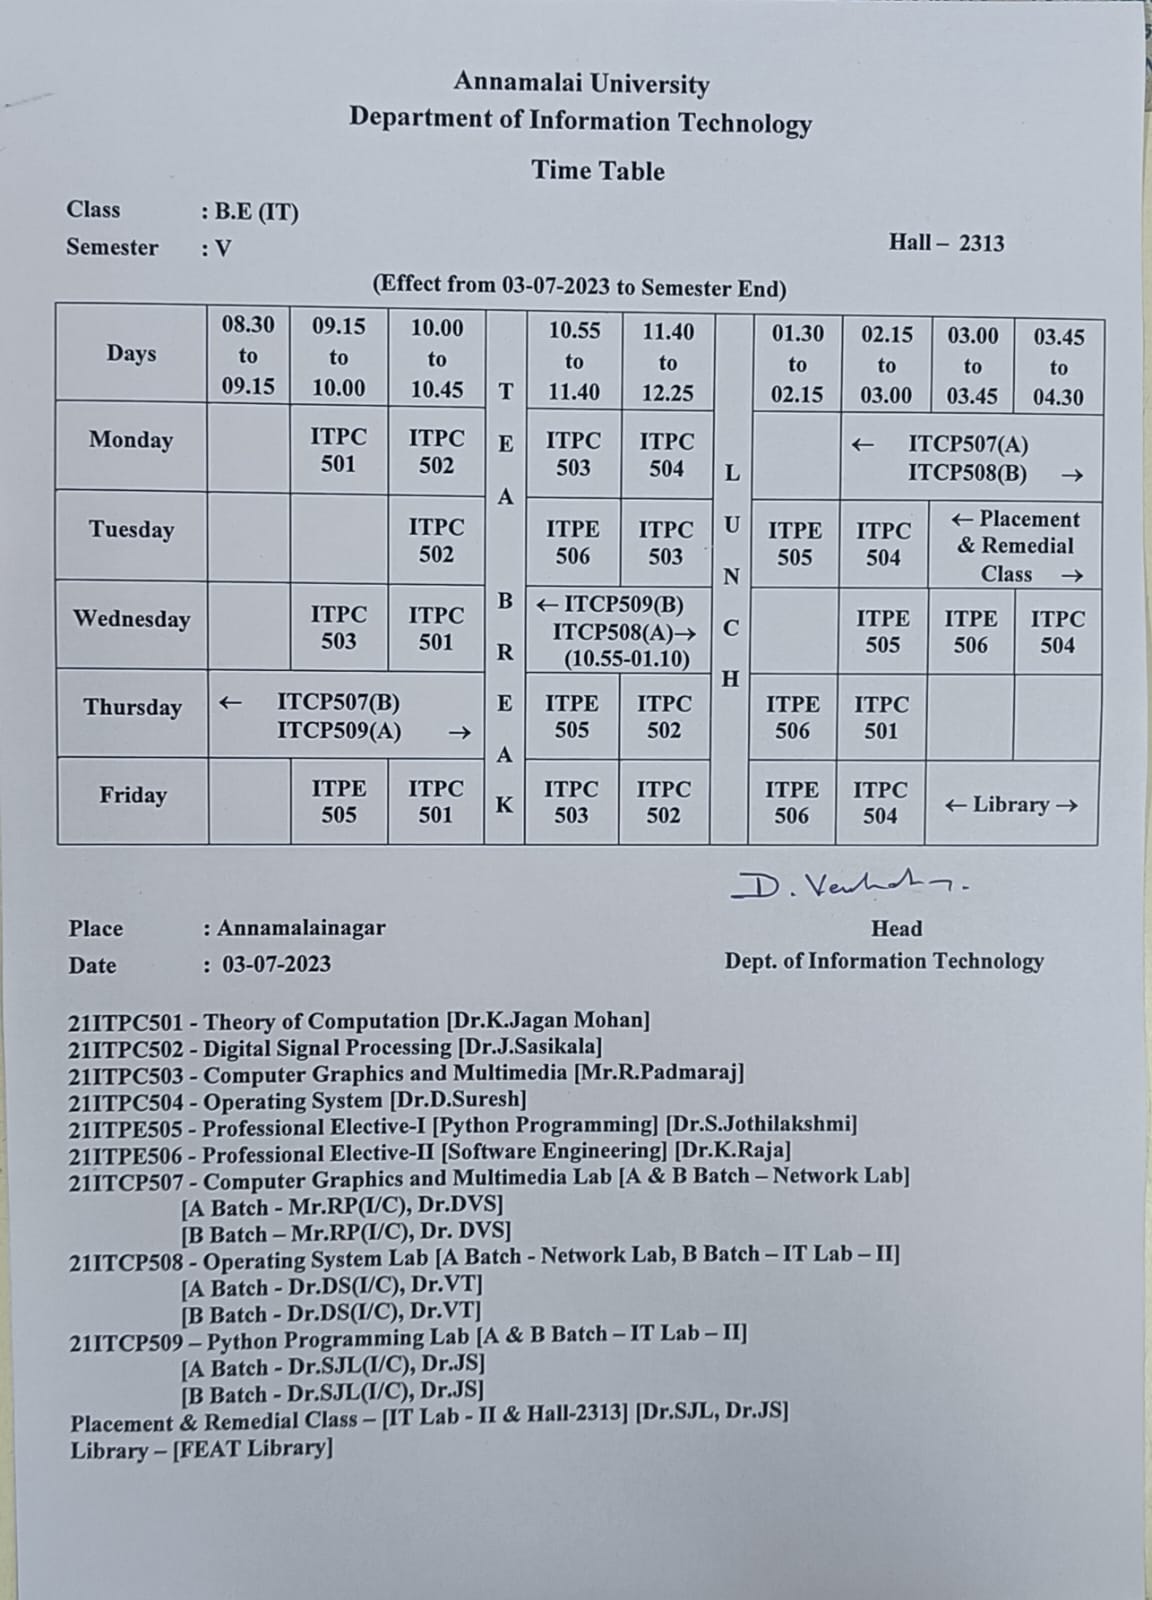 Annamalai University
Department of Information Technology
Time Table
Class : B.E (IT)
Semester : V
Hall – 2313
(Effect from 03-07-2023 to Semester End)
Days | 08.30 to 09.15 | 09.15 to 10.00 | 10.00 to 10.45 | TEA BREAK | 10.55 to 11.40 | 11.40 to 12.25 | LUNCH | 01.30 to 02.15 | 02.15 to 03.00 | 03.00 to 03.45 | 03.45 to 04.30
Monday | | ITPC 501 | ITPC 502 | ITPC 503 | ITPC 504 | | ← ITCP507(A) ITCP508(B) →
Tuesday | | | ITPC 502 | ITPE 506 | ITPC 503 | ITPE 505 | ITPC 504 | ← Placement & Remedial Class →
Wednesday | | ITPC 503 | ITPC 501 | ← ITCP509(B) ITCP508(A)→ (10.55-01.10) | | ITPE 505 | ITPE 506 | ITPC 504
Thursday | ← ITCP507(B) ITCP509(A) → | ITPE 505 | ITPC 502 | ITPE 506 | ITPC 501 | |
Friday | | ITPE 505 | ITPC 501 | ITPC 503 | ITPC 502 | ITPE 506 | ITPC 504 | ← Library →
Place : Annamalainagar
Head
Date : 03-07-2023
Dept. of Information Technology
21ITPC501 - Theory of Computation [Dr.K.Jagan Mohan]
21ITPC502 - Digital Signal Processing [Dr.J.Sasikala]
21ITPC503 - Computer Graphics and Multimedia [Mr.R.Padmaraj]
21ITPC504 - Operating System [Dr.D.Suresh]
21ITPE505 - Professional Elective-I [Python Programming] [Dr.S.Jothilakshmi]
21ITPE506 - Professional Elective-II [Software Engineering] [Dr.K.Raja]
21ITCP507 - Computer Graphics and Multimedia Lab [A & B Batch – Network Lab]
[A Batch - Mr.RP(I/C), Dr.DVS]
[B Batch – Mr.RP(I/C), Dr. DVS]
21ITCP508 - Operating System Lab [A Batch - Network Lab, B Batch – IT Lab – II]
[A Batch - Dr.DS(I/C), Dr.VT]
[B Batch - Dr.DS(I/C), Dr.VT]
21ITCP509 – Python Programming Lab [A & B Batch – IT Lab – II]
[A Batch - Dr.SJL(I/C), Dr.JS]
[B Batch - Dr.SJL(I/C), Dr.JS]
Placement & Remedial Class – [IT Lab - II & Hall-2313] [Dr.SJL, Dr.JS]
Library – [FEAT Library]